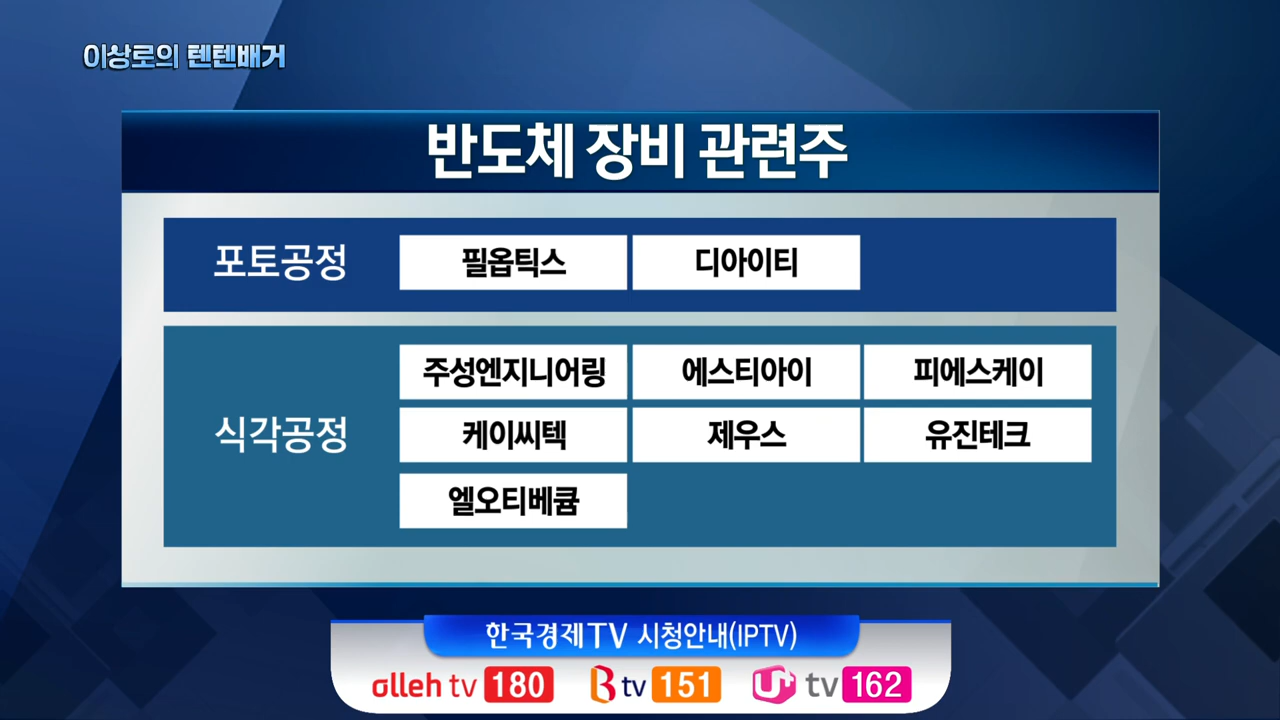 이상로의 텐텐배거
반도체 장비 관련주
포토공정 필옵틱스 디아이티
식각공정
주성엔지니어링 에스티아이 피에스케이
케이씨텍 제우스 유진테크
엘오티베큠
한국경제TV 시청안내(IPTV)
olleh tv 180 B tv 151 U+ tv 162